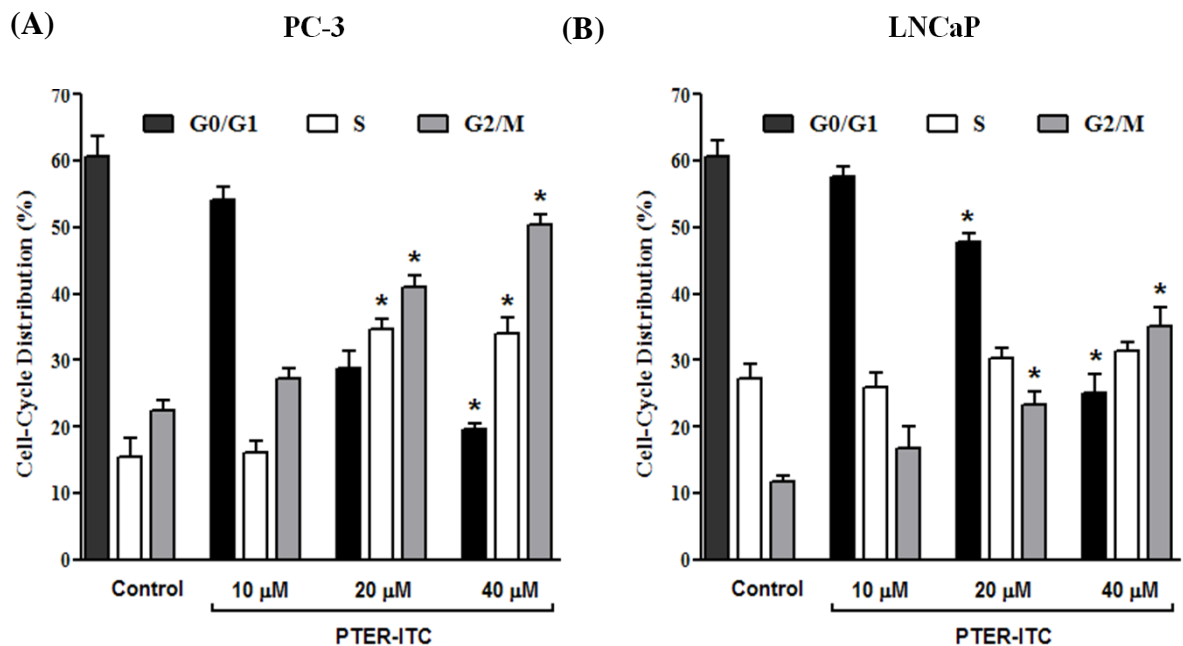 (A) PC-3
70
60
50
40
30
20
10
0
Cell-Cycle Distribution (%)
G0/G1 S G2/M
*
*
*
*
*
Control 10 µM 20 µM 40 µM
PTER-ITC
(B) LNCaP
70
60
50
40
30
20
10
0
Cell-Cycle Distribution (%)
G0/G1 S G2/M
*
*
*
*
Control 10 µM 20 µM 40 µM
PTER-ITC